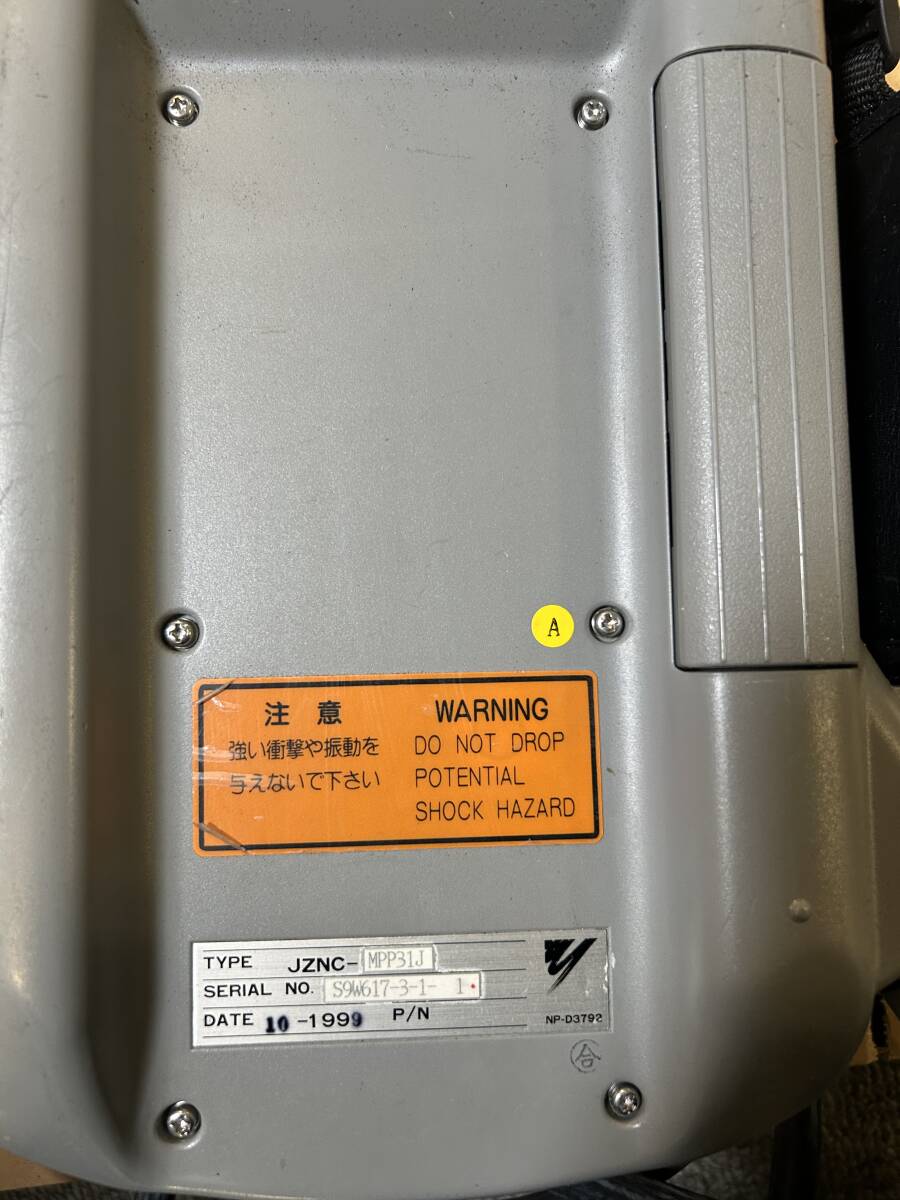 A
注 意
強い衝撃や振動を
与えないで下さい
WARNING
DO NOT DROP
POTENTIAL
SHOCK HAZARD
TYPE JZNC-MPP31J
SERIAL NO. S9W617-3-1- 1
DATE 10-1999 P/N
NP-D3792
合